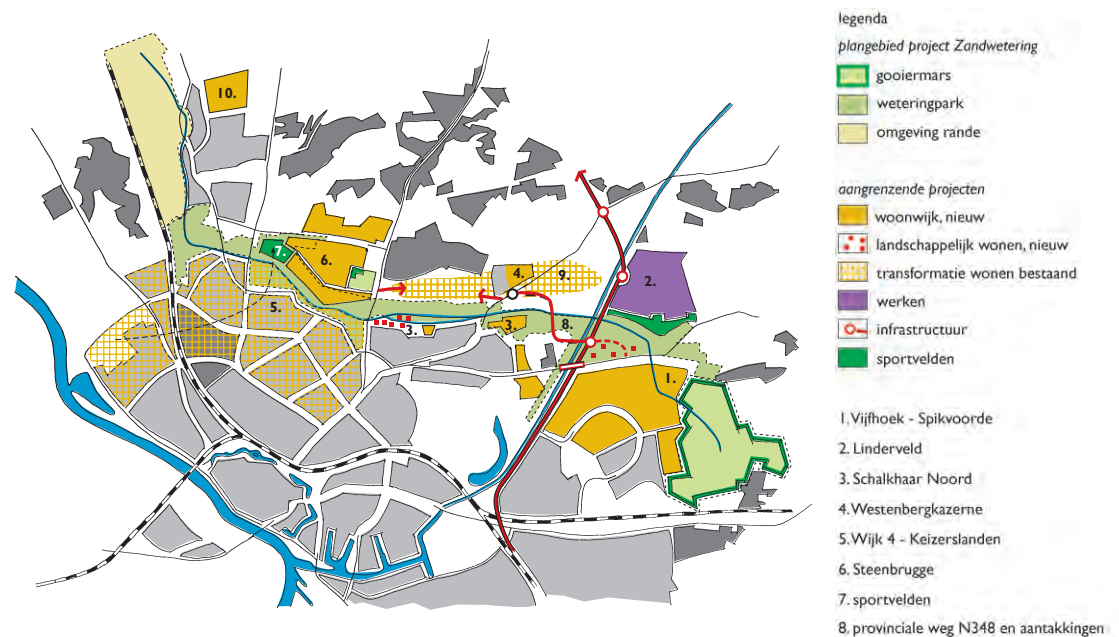 legenda
plangebied project Zandwetering
gooiermars
weteringpark
omgeving rande
aangrenzende projecten
woonwijk, nieuw
landschappelijk wonen, nieuw
transformatie wonen bestaand
werken
infrastructuur
sportvelden
1. Vijfhoek - Spikvoorde
2. Linderveld
3. Schalkhaar Noord
4. Westenbergkazerne
5. Wijk 4 - Keizerslanden
6. Steenbrugge
7. sportvelden
8. provinciale weg N348 en aantakkingen
10.
7.
6.
4.
9.
2.
5.
3.
3.
8.
1.